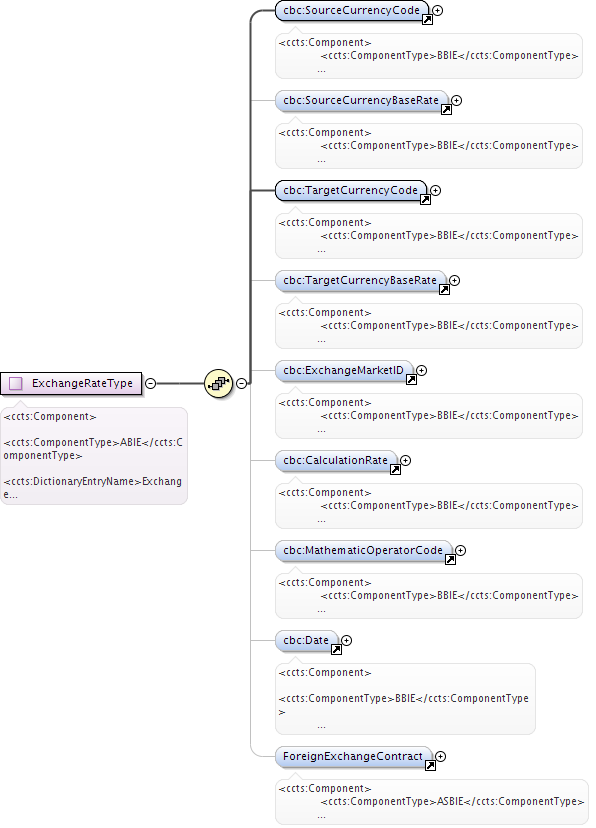 cbc:SourceCurrencyCode
<ccts:Component>
<ccts:ComponentType>BBIE</ccts:ComponentType>
...
cbc:SourceCurrencyBaseRate
<ccts:Component>
<ccts:ComponentType>BBIE</ccts:ComponentType>
...
cbc:TargetCurrencyCode
<ccts:Component>
<ccts:ComponentType>BBIE</ccts:ComponentType>
...
cbc:TargetCurrencyBaseRate
<ccts:Component>
<ccts:ComponentType>BBIE</ccts:ComponentType>
...
ExchangeRateType
<ccts:Component>
<ccts:ComponentType>ABIE</ccts:C
omponentType>
<ccts:DictionaryEntryName>Exchang
e...
cbc:ExchangeMarketID
<ccts:Component>
<ccts:ComponentType>BBIE</ccts:ComponentType>
...
cbc:CalculationRate
<ccts:Component>
<ccts:ComponentType>BBIE</ccts:ComponentType>
...
cbc:MathematicOperatorCode
<ccts:Component>
<ccts:ComponentType>BBIE</ccts:ComponentType>
...
cbc:Date
<ccts:Component>
<ccts:ComponentType>BBIE</ccts:ComponentType
>
...
ForeignExchangeContract
<ccts:Component>
<ccts:ComponentType>ASBIE</ccts:ComponentType>
...